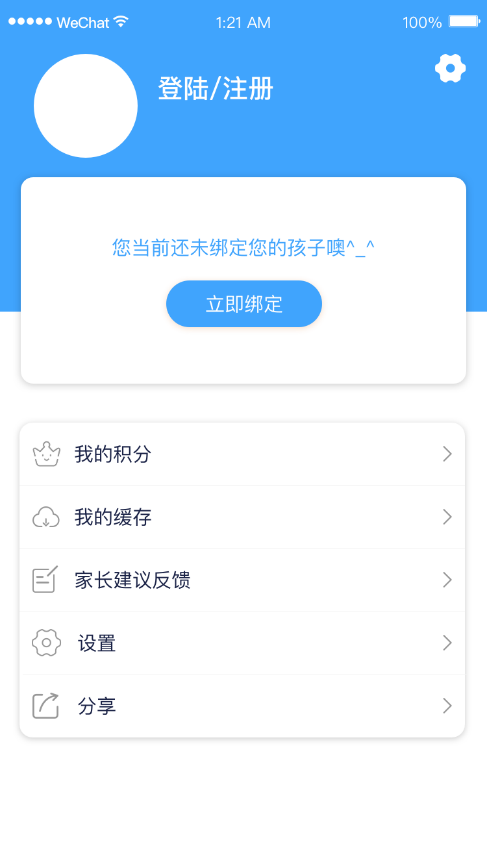 WeChat 1:21 AM 100%
登陆/注册
您当前还未绑定您的孩子噢^_^
立即绑定
我的积分
我的缓存
家长建议反馈
设置
分享